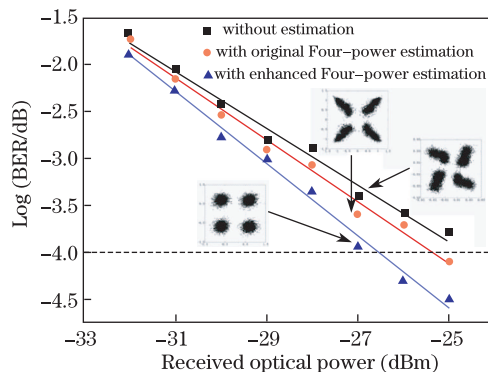 −1.5
−2.0
−2.5
−3.0
−3.5
−4.0
−4.5
Log (BER/dB)
without estimation
with original Four−power estimation
with enhanced Four−power estimation
−33
−31
−29
−27
−25
Received optical power (dBm)